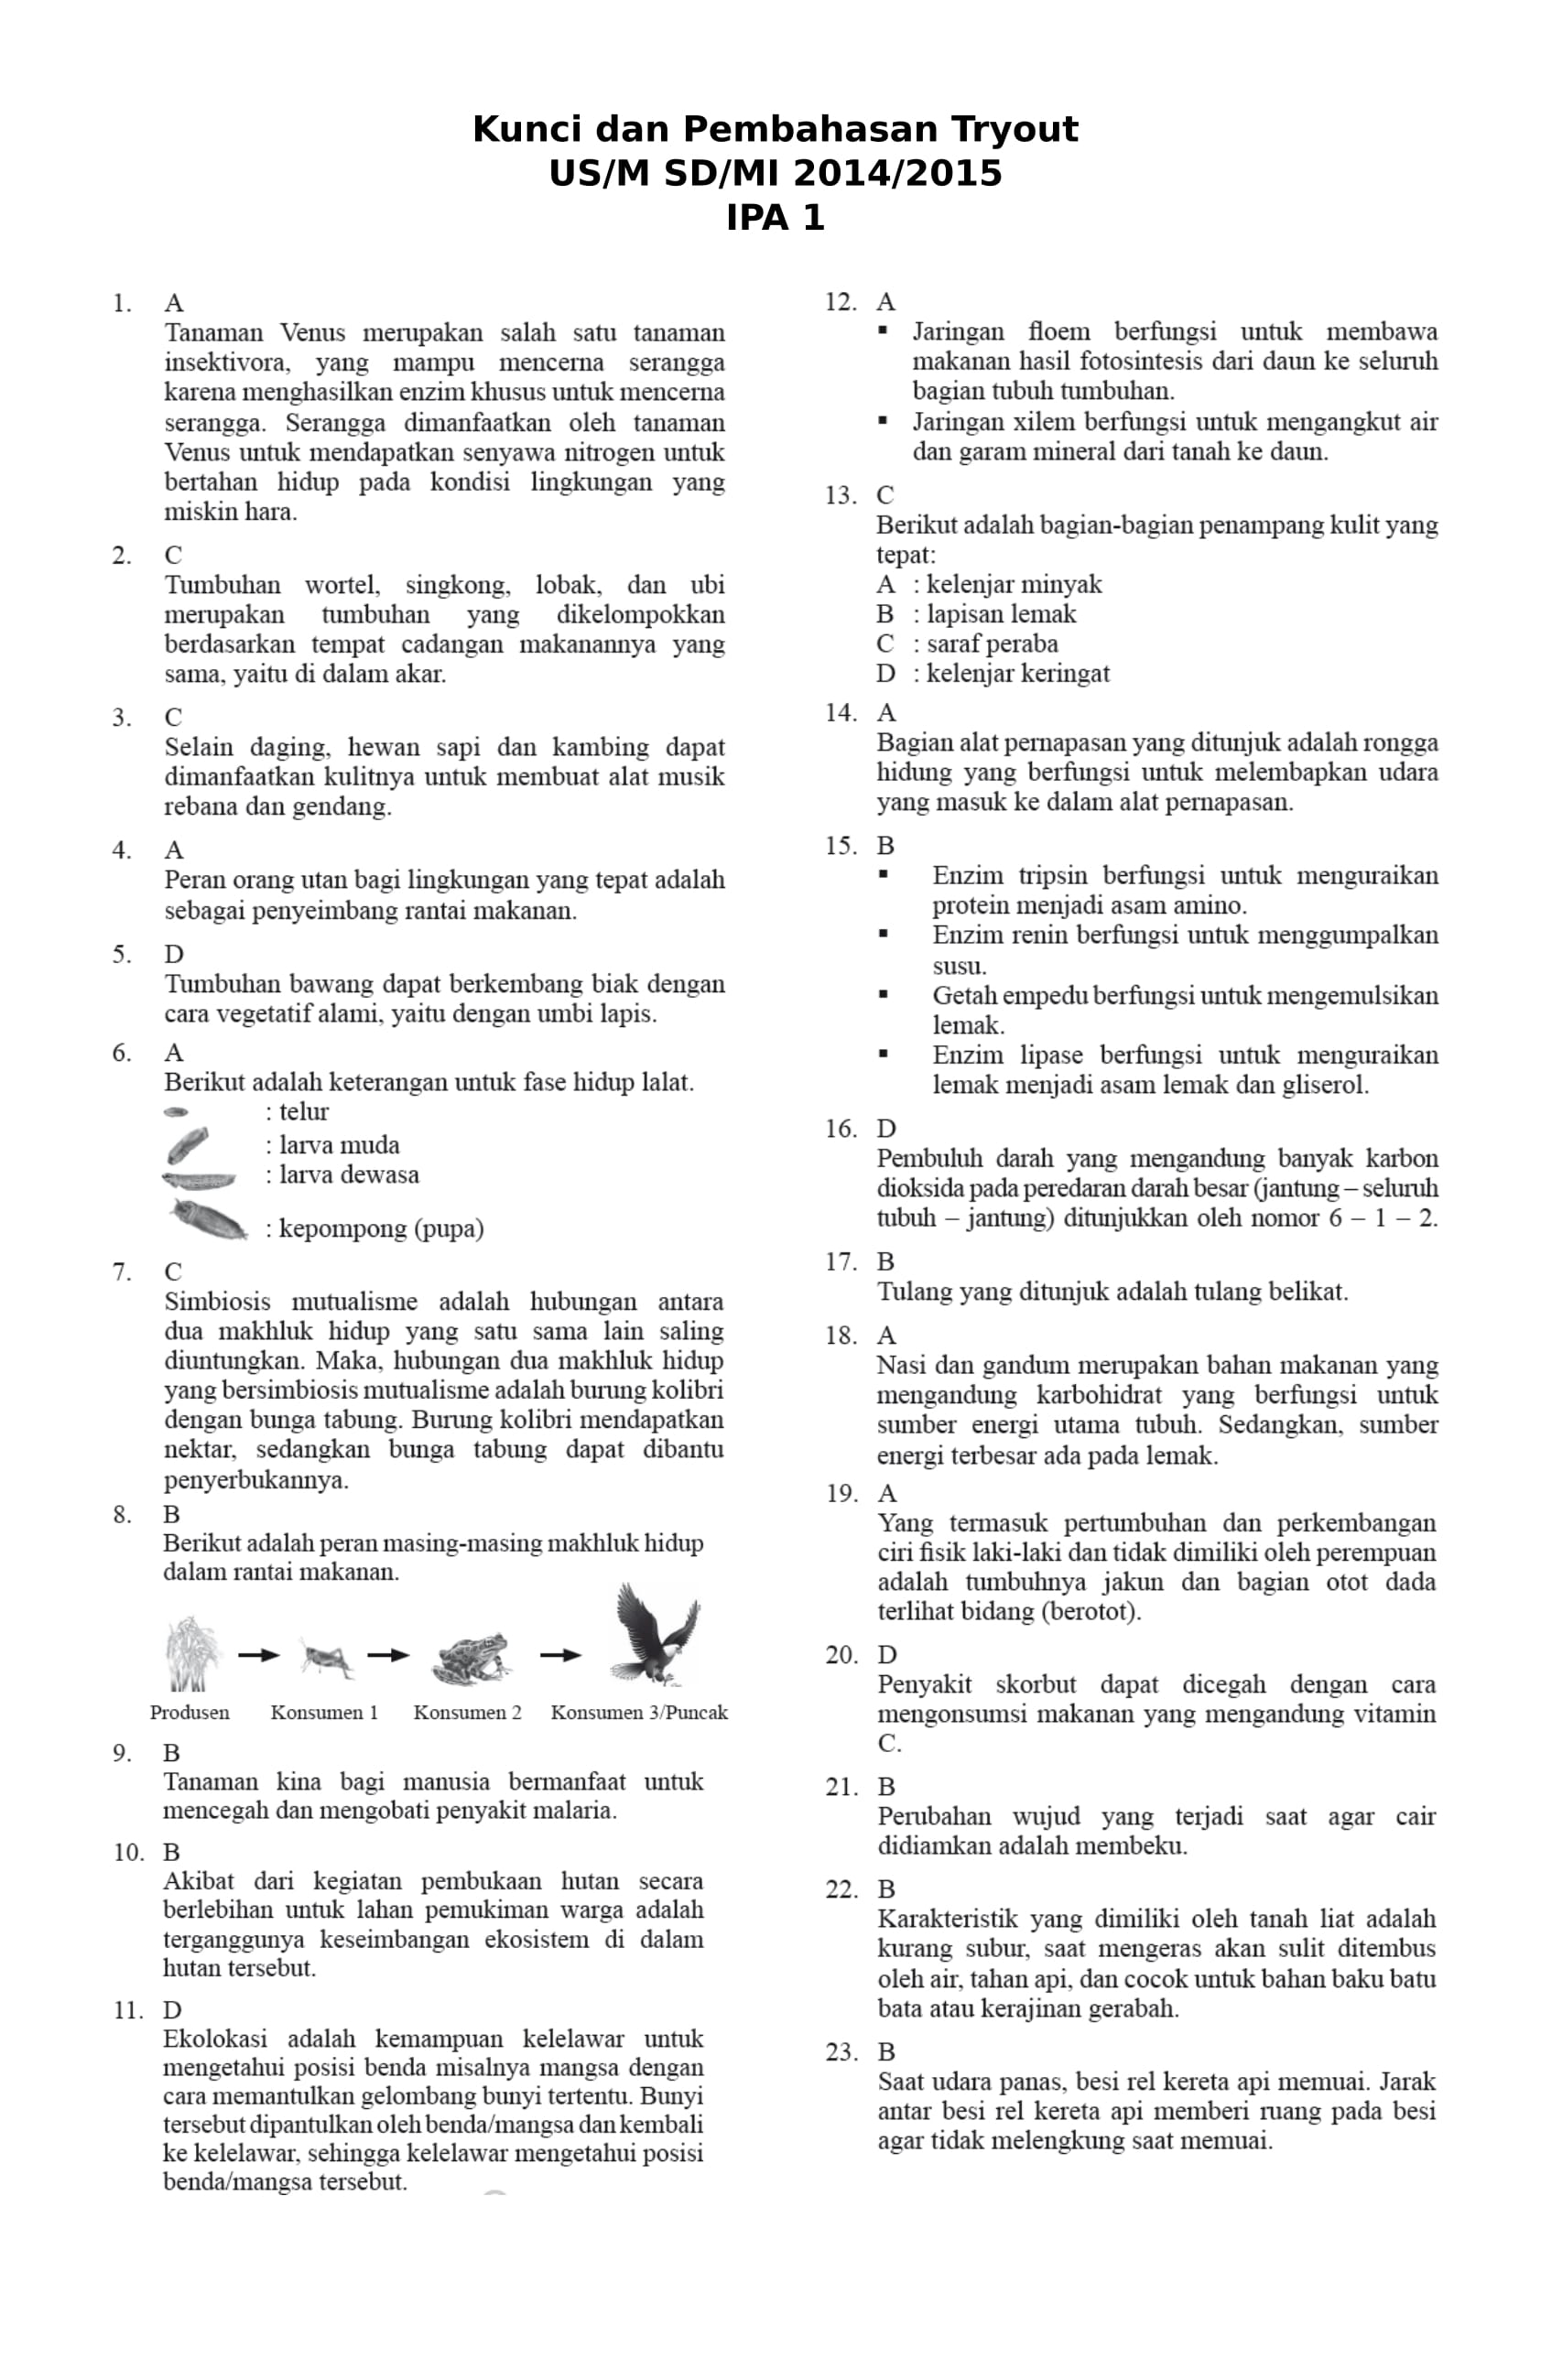 Kunci dan Pembahasan Tryout
US/M SD/MI 2014/2015
IPA 1
1. A
Tanaman Venus merupakan salah satu tanaman
insektivora, yang mampu mencerna serangga
karena menghasilkan enzim khusus untuk mencerna
serangga. Serangga dimanfaatkan oleh tanaman
Venus untuk mendapatkan senyawa nitrogen untuk
bertahan hidup pada kondisi lingkungan yang
miskin hara.
2. C
Tumbuhan wortel, singkong, lobak, dan ubi
merupakan tumbuhan yang dikelompokkan
berdasarkan tempat cadangan makanannya yang
sama, yaitu di dalam akar.
3. C
Selain daging, hewan sapi dan kambing dapat
dimanfaatkan kulitnya untuk membuat alat musik
rebana dan gendang.
4. A
Peran orang utan bagi lingkungan yang tepat adalah
sebagai penyeimbang rantai makanan.
5. D
Tumbuhan bawang dapat berkembang biak dengan
cara vegetatif alami, yaitu dengan umbi lapis.
6. A
Berikut adalah keterangan untuk fase hidup lalat.
: telur
: larva muda
: larva dewasa
: kepompong (pupa)
7. C
Simbiosis mutualisme adalah hubungan antara
dua makhluk hidup yang satu sama lain saling
diuntungkan. Maka, hubungan dua makhluk hidup
yang bersimbiosis mutualisme adalah burung kolibri
dengan bunga tabung. Burung kolibri mendapatkan
nektar, sedangkan bunga tabung dapat dibantu
penyerbukannya.
8. B
Berikut adalah peran masing-masing makhluk hidup
dalam rantai makanan.
Produsen Konsumen 1 Konsumen 2 Konsumen 3/Puncak
9. B
Tanaman kina bagi manusia bermanfaat untuk
mencegah dan mengobati penyakit malaria.
10. B
Akibat dari kegiatan pembukaan hutan secara
berlebihan untuk lahan pemukiman warga adalah
terganggunya keseimbangan ekosistem di dalam
hutan tersebut.
11. D
Ekolokasi adalah kemampuan kelelawar untuk
mengetahui posisi benda misalnya mangsa dengan
cara memantulkan gelombang bunyi tertentu. Bunyi
tersebut dipantulkan oleh benda/mangsa dan kembali
ke kelelawar, sehingga kelelawar mengetahui posisi
benda/mangsa tersebut.
12. A
▪ Jaringan floem berfungsi untuk membawa
makanan hasil fotosintesis dari daun ke seluruh
bagian tubuh tumbuhan.
▪ Jaringan xilem berfungsi untuk mengangkut air
dan garam mineral dari tanah ke daun.
13. C
Berikut adalah bagian-bagian penampang kulit yang
tepat:
A : kelenjar minyak
B : lapisan lemak
C : saraf peraba
D : kelenjar keringat
14. A
Bagian alat pernapasan yang ditunjuk adalah rongga
hidung yang berfungsi untuk melembapkan udara
yang masuk ke dalam alat pernapasan.
15. B
▪ Enzim tripsin berfungsi untuk menguraikan
protein menjadi asam amino.
▪ Enzim renin berfungsi untuk menggumpalkan
susu.
▪ Getah empedu berfungsi untuk mengemulsikan
lemak.
▪ Enzim lipase berfungsi untuk menguraikan
lemak menjadi asam lemak dan gliserol.
16. D
Pembuluh darah yang mengandung banyak karbon
dioksida pada peredaran darah besar (jantung – seluruh
tubuh – jantung) ditunjukkan oleh nomor 6 – 1 – 2.
17. B
Tulang yang ditunjuk adalah tulang belikat.
18. A
Nasi dan gandum merupakan bahan makanan yang
mengandung karbohidrat yang berfungsi untuk
sumber energi utama tubuh. Sedangkan, sumber
energi terbesar ada pada lemak.
19. A
Yang termasuk pertumbuhan dan perkembangan
ciri fisik laki-laki dan tidak dimiliki oleh perempuan
adalah tumbuhnya jakun dan bagian otot dada
terlihat bidang (berotot).
20. D
Penyakit skorbut dapat dicegah dengan cara
mengonsumsi makanan yang mengandung vitamin
C.
21. B
Perubahan wujud yang terjadi saat agar cair
didiamkan adalah membeku.
22. B
Karakteristik yang dimiliki oleh tanah liat adalah
kurang subur, saat mengeras akan sulit ditembus
oleh air, tahan api, dan cocok untuk bahan baku batu
bata atau kerajinan gerabah.
23. B
Saat udara panas, besi rel kereta api memuai. Jarak
antar besi rel kereta api memberi ruang pada besi
agar tidak melengkung saat memuai.